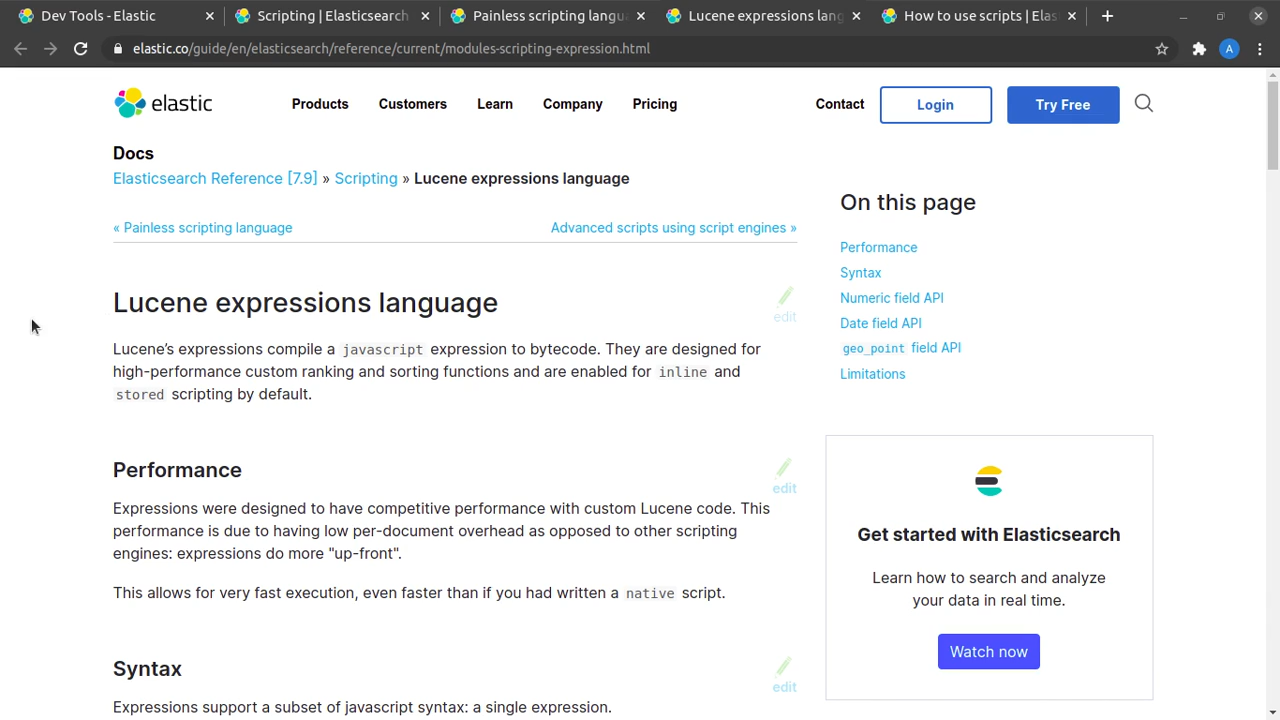 Dev Tools - Elastic
Scripting | Elasticsearch
Painless scripting langu
Lucene expressions lang
How to use scripts | Elas
elastic.co/guide/en/elasticsearch/reference/current/modules-scripting-expression.html
A
elastic
Products
Customers
Learn
Company
Pricing
Contact
Login
Try Free
Docs
Elasticsearch Reference [7.9] » Scripting » Lucene expressions language
« Painless scripting language
Advanced scripts using script engines »
Lucene expressions language
edit
Lucene’s expressions compile a javascript expression to bytecode. They are designed for
high-performance custom ranking and sorting functions and are enabled for inline and
stored scripting by default.
Performance
edit
Expressions were designed to have competitive performance with custom Lucene code. This
performance is due to having low per-document overhead as opposed to other scripting
engines: expressions do more "up-front".
This allows for very fast execution, even faster than if you had written a native script.
Syntax
edit
Expressions support a subset of javascript syntax: a single expression.
On this page
Performance
Syntax
Numeric field API
Date field API
geo_point field API
Limitations
Get started with Elasticsearch
Learn how to search and analyze
your data in real time.
Watch now